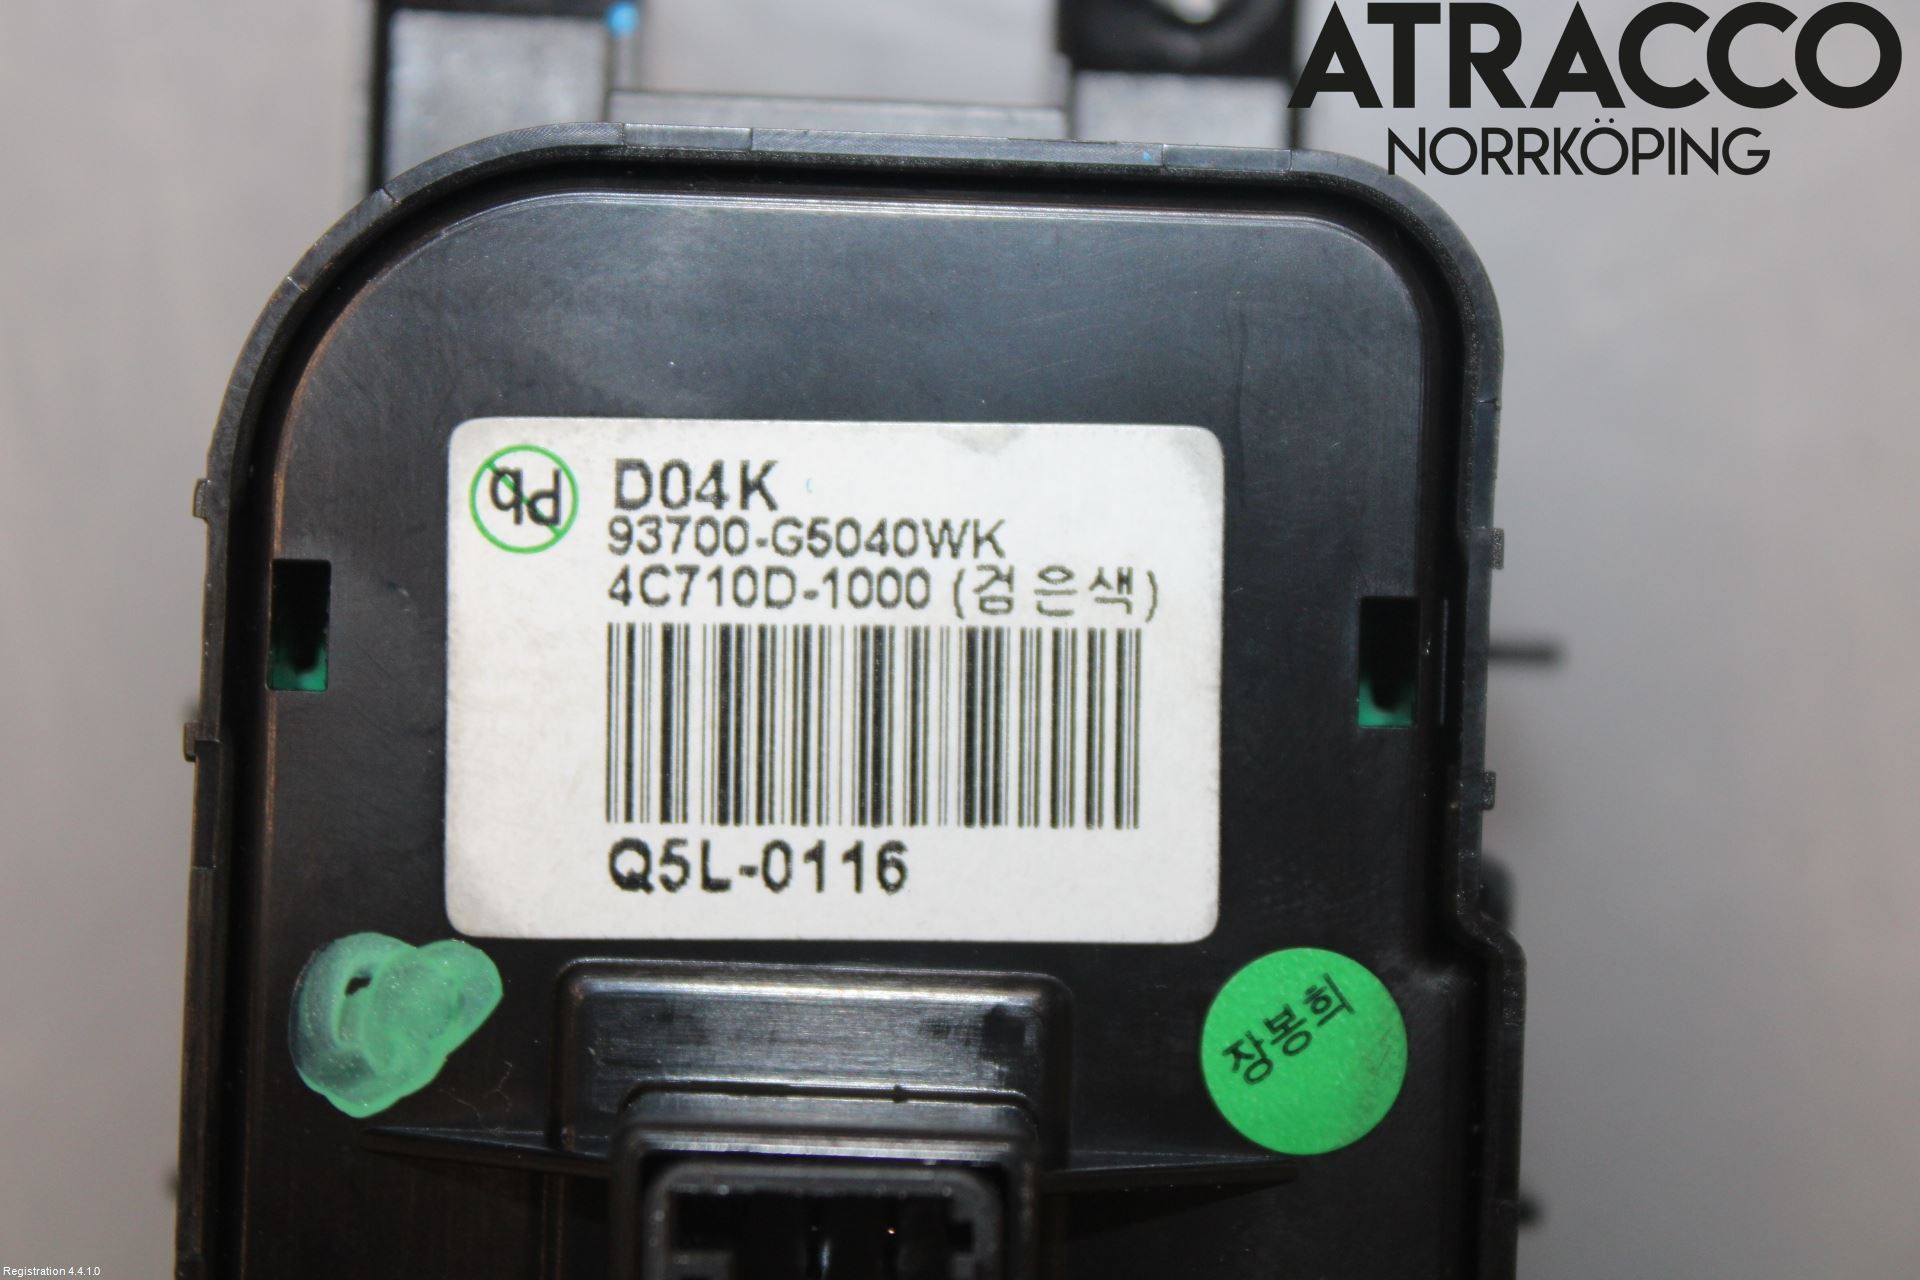 ATRACCO
NORRKÖPING
Pb
D04K
93700-G5040WK
4C710D-1000 (검은색)
Q5L-0116
장봉희
Registration 4.4.1.0